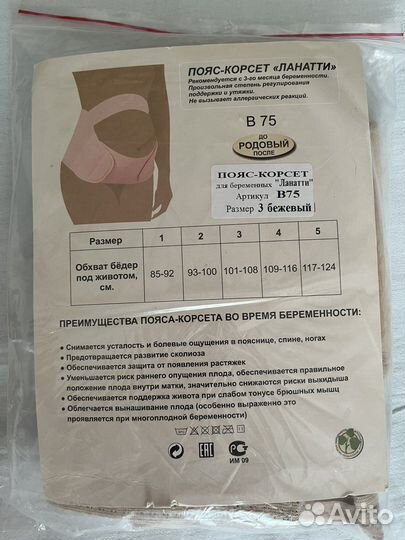 ПОЯС-КОРСЕТ «ЛАНАТТИ»
Рекомендуется с 3-го месяца беременности.
Произвольная степень регулирования
поддержки и утяжки.
Не вызывает аллергических реакций.
В 75
ДО
РОДОВЫЙ
ПОСЛЕ
ПОЯС-КОРСЕТ
для беременных "Ланатти"
Артикул В75
Размер 3 бежевый
Размер 1 2 3 4 5
Обхват бёдер под животом, см. 85-92 93-100 101-108 109-116 117-124
ПРЕИМУЩЕСТВА ПОЯСА-КОРСЕТА ВО ВРЕМЯ БЕРЕМЕННОСТИ:
• Снимается усталость и болевые ощущения в пояснице, спине, ногах
• Предотвращается развитие сколиоза
• Обеспечивается защита от появления растяжек
• Уменьшается риск раннего опущения плода, обеспечивается правильное
положение плода внутри матки, значительно снижаются риски выкидыша
• Обеспечивается поддержка живота при слабом тонусе брюшных мышц
• Облегчается вынашивание плода (особенно выраженно это
проявляется при многоплодной беременности)
ЕАС
ИМ 09
Avito